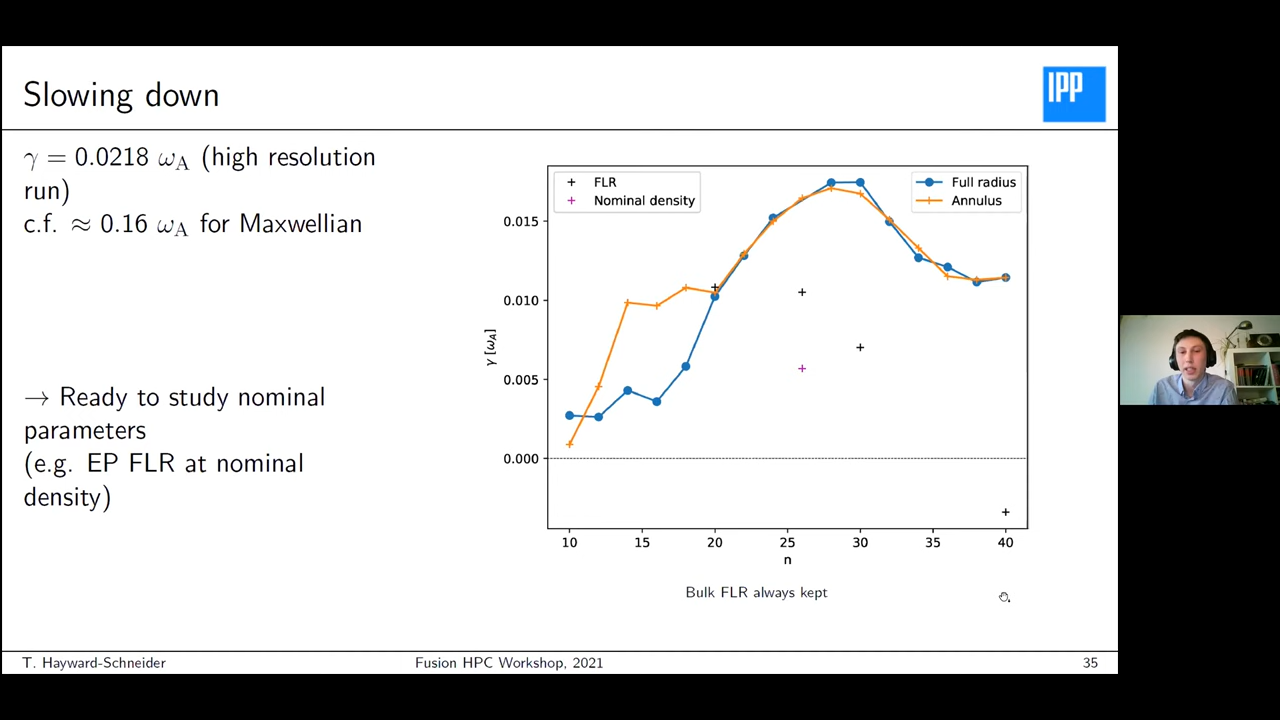 Slowing down
IPP
γ = 0.0218 ω_A (high resolution
run)
c.f. ≈ 0.16 ω_A for Maxwellian
→ Ready to study nominal
parameters
(e.g. EP FLR at nominal
density)
FLR
Nominal density
Full radius
Annulus
0.015
0.010
0.005
0.000
γ [ω_A]
10 15 20 25 30 35 40
n
Bulk FLR always kept
T. Hayward-Schneider Fusion HPC Workshop, 2021 35